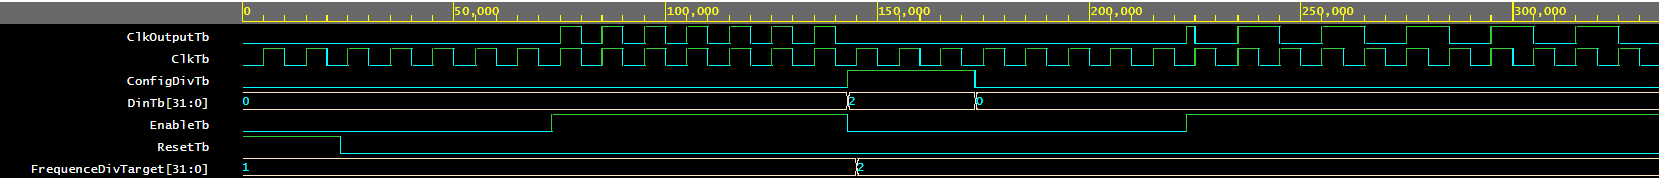 0 50,000 100,000 150,000 200,000 250,000 300,000
ClkOutputTb
ClkTb
ConfigDivTb
DinTb[31:0] 0 2 0
EnableTb
ResetTb
FrequenceDivTarget[31:0] 1 2